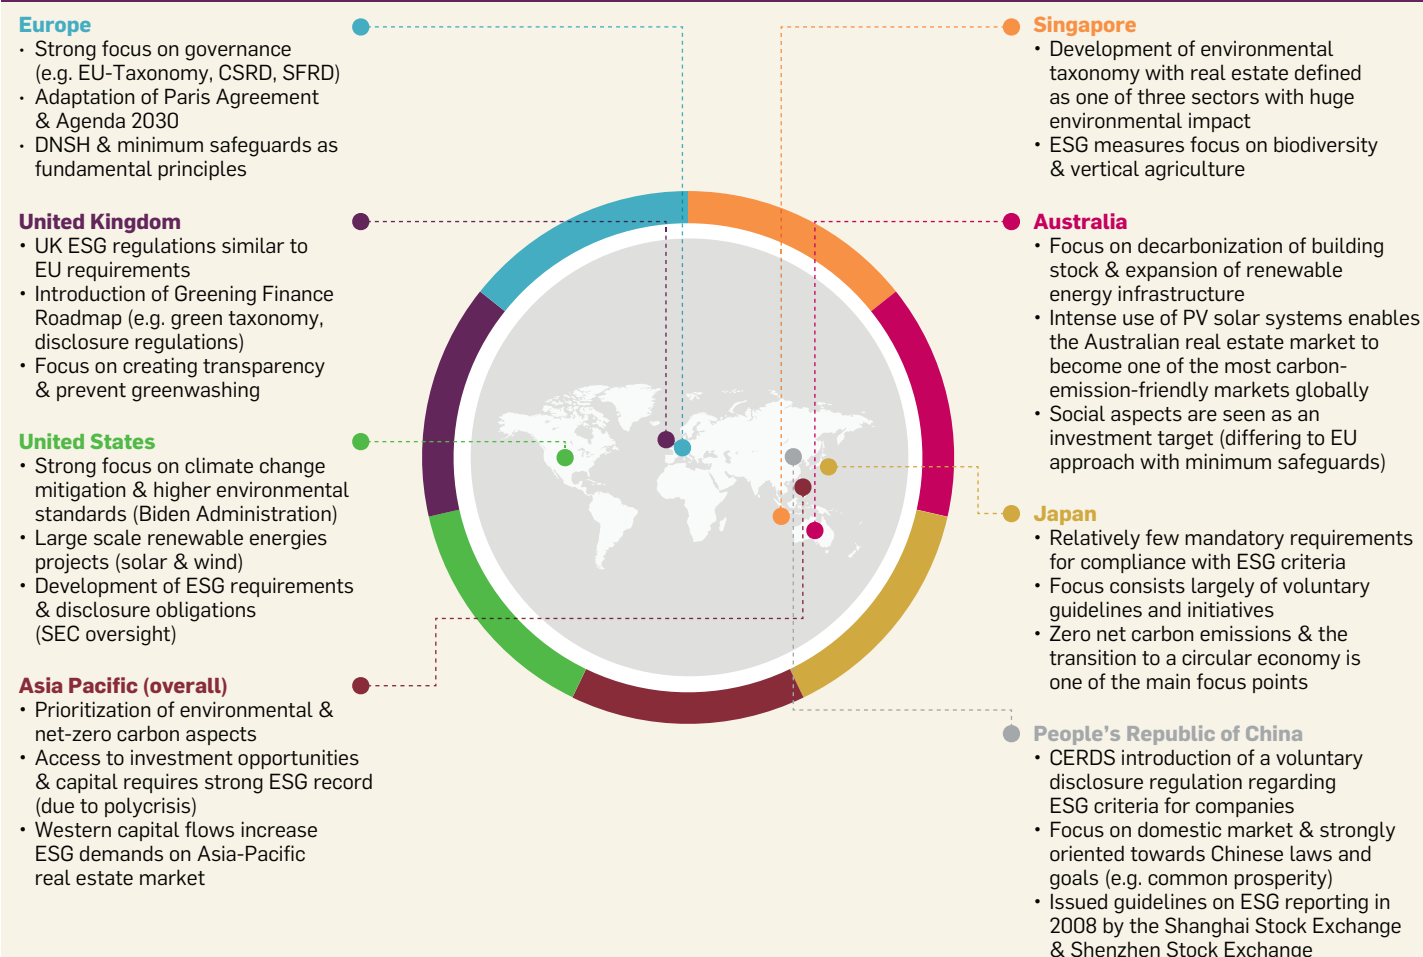 Europe
· Strong focus on governance
(e.g. EU-Taxonomy, CSRD, SFRD)
· Adaptation of Paris Agreement
& Agenda 2030
· DNSH & minimum safeguards as
fundamental principles
United Kingdom
• UK ESG regulations similar to
EU requirements
• Introduction of Greening Finance
Roadmap (e.g. green taxonomy,
disclosure regulations)
• Focus on creating transparency
& prevent greenwashing
United States
• Strong focus on climate change
mitigation & higher environmental
standards (Biden Administration)
• Large scale renewable energies
projects (solar & wind)
• Development of ESG requirements
& disclosure obligations
(SEC oversight)
Asia Pacific (overall)
• Prioritization of environmental &
net-zero carbon aspects
• Access to investment opportunities
& capital requires strong ESG record
(due to polycrisis)
• Western capital flows increase
ESG demands on Asia-Pacific
real estate market
Singapore
• Development of environmental
taxonomy with real estate defined
as one of three sectors with huge
environmental impact
• ESG measures focus on biodiversity
& vertical agriculture
Australia
• Focus on decarbonization of building
stock & expansion of renewable
energy infrastructure
• Intense use of PV solar systems enables
the Australian real estate market to
become one of the most carbon-
emission-friendly markets globally
• Social aspects are seen as an
investment target (differing to EU
approach with minimum safeguards)
Japan
• Relatively few mandatory requirements
for compliance with ESG criteria
• Focus consists largely of voluntary
guidelines and initiatives
• Zero net carbon emissions & the
transition to a circular economy is
one of the main focus points
People's Republic of China
• CERDS introduction of a voluntary
disclosure regulation regarding
ESG criteria for companies
• Focus on domestic market & strongly
oriented towards Chinese laws and
goals (e.g. common prosperity)
• Issued guidelines on ESG reporting in
2008 by the Shanghai Stock Exchange
& Shenzhen Stock Exchange